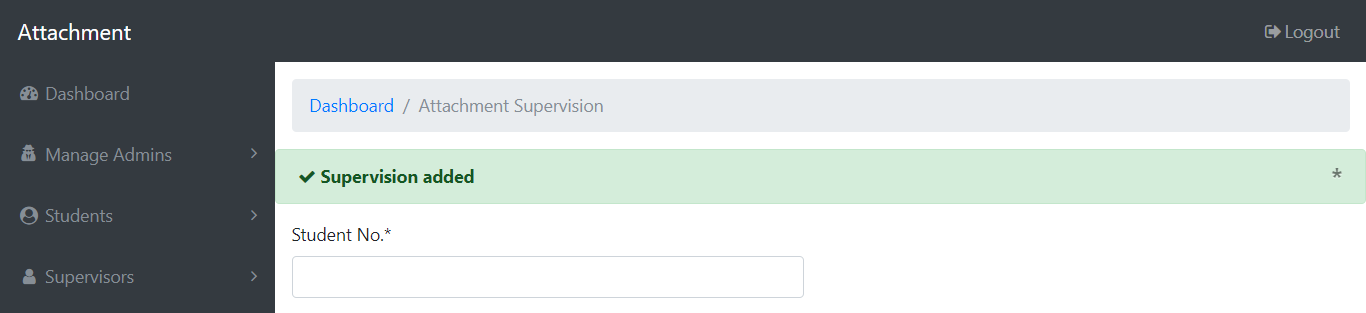 Attachment
Logout
Dashboard
Manage Admins
Students
Supervisors
Dashboard / Attachment Supervision
Supervision added *
Student No.*